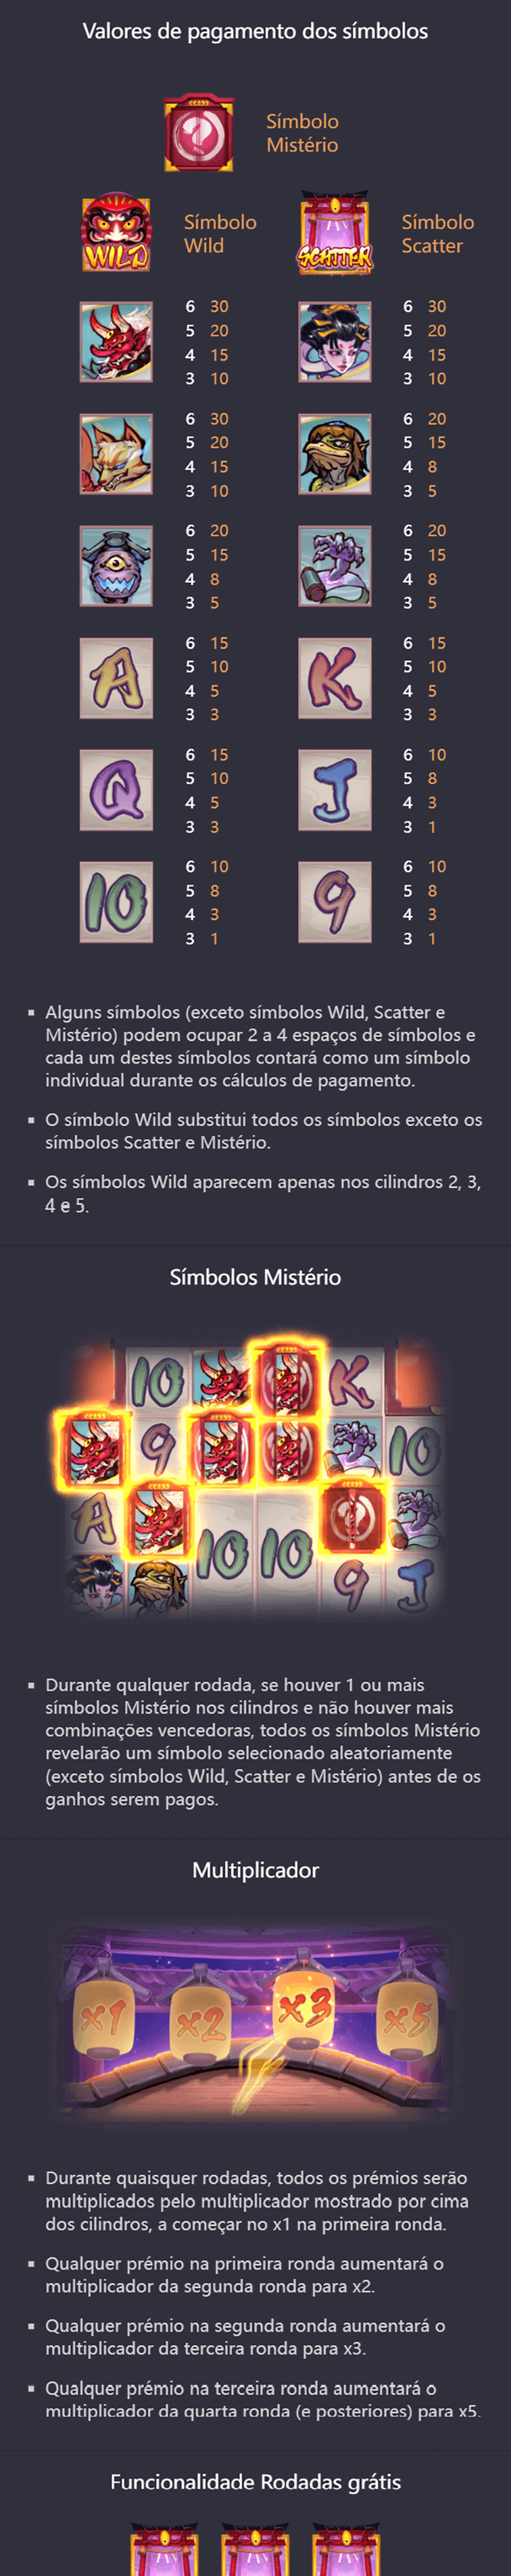 Valores de pagamento dos símbolos
Símbolo
Mistério
WILD
Símbolo
Wild
SCATTER
Símbolo
Scatter
6 30
5 20
4 15
3 10
6 30
5 20
4 15
3 10
6 30
5 20
4 15
3 10
6 20
5 15
4 8
3 5
6 20
5 15
4 8
3 5
6 20
5 15
4 8
3 5
A
6 15
5 10
4 5
3 3
K
6 15
5 10
4 5
3 3
Q
6 15
5 10
4 5
3 3
J
6 10
5 8
4 3
3 1
10
6 10
5 8
4 3
3 1
9
6 10
5 8
4 3
3 1
Alguns símbolos (exceto símbolos Wild, Scatter e
Mistério) podem ocupar 2 a 4 espaços de símbolos e
cada um destes símbolos contará como um símbolo
individual durante os cálculos de pagamento.
O símbolo Wild substitui todos os símbolos exceto os
símbolos Scatter e Mistério.
Os símbolos Wild aparecem apenas nos cilindros 2, 3,
4 e 5.
Símbolos Mistério
10 K
9 10
A 10 10
9 J
Durante qualquer rodada, se houver 1 ou mais
símbolos Mistério nos cilindros e não houver mais
combinações vencedoras, todos os símbolos Mistério
revelarão um símbolo selecionado aleatoriamente
(exceto símbolos Wild, Scatter e Mistério) antes de os
ganhos serem pagos.
Multiplicador
x1 x2 x3 x5
Durante quaisquer rodadas, todos os prémios serão
multiplicados pelo multiplicador mostrado por cima
dos cilindros, a começar no x1 na primeira ronda.
Qualquer prémio na primeira ronda aumentará o
multiplicador da segunda ronda para x2.
Qualquer prémio na segunda ronda aumentará o
multiplicador da terceira ronda para x3.
Qualquer prémio na terceira ronda aumentará o
multiplicador da quarta ronda (e posteriores) para x5.
Funcionalidade Rodadas grátis